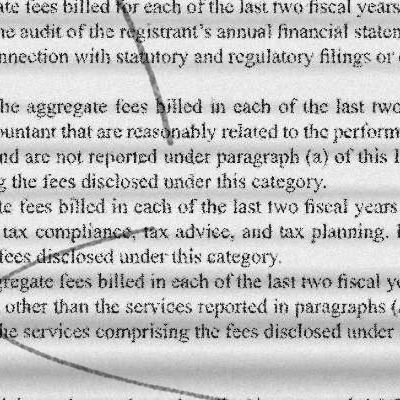 ate fees billed for each of the last two fiscal years
he audit of the registrant's annual financial statem
nnection with statutory and regulatory filings or
he aggregate fees billed in each of the last two
ountant that are reasonably related to the perform
nd are not reported under paragraph (a) of this I
g the fees disclosed under this category.
te fees billed in each of the last two fiscal years
tax compliance, tax advice, and tax planning.
fees disclosed under this category.
gregate fees billed in each of the last two fiscal ye
other than the services reported in paragraphs (
he services comprising the fees disclosed under